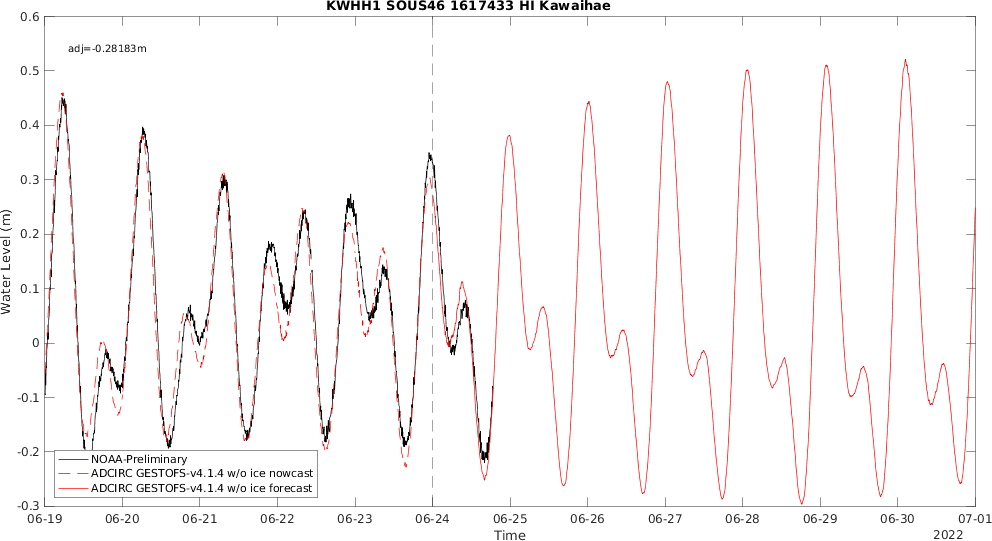 KWHH1 SOUS46 1617433 HI Kawaihae
adj=-0.28183m
0.6
0.5
0.4
0.3
0.2
0.1
0
-0.1
-0.2
-0.3
Water Level (m)
NOAA-Preliminary
ADCIRC GESTOFS-v4.1.4 w/o ice nowcast
ADCIRC GESTOFS-v4.1.4 w/o ice forecast
06-19 06-20 06-21 06-22 06-23 06-24 06-25 06-26 06-27 06-28 06-29 06-30 07-01
Time
2022